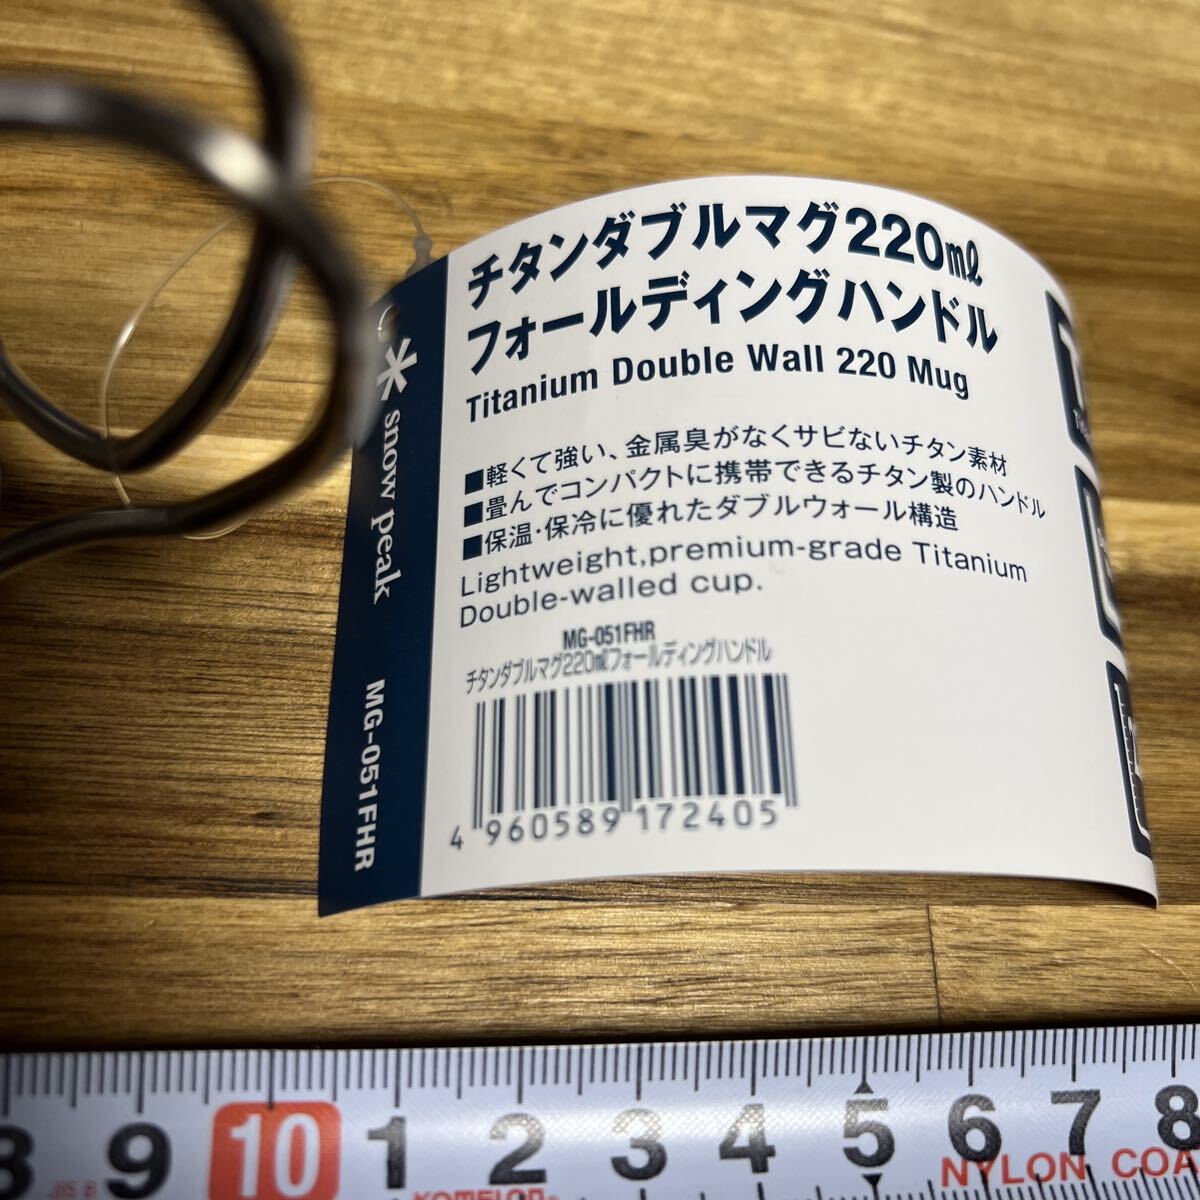 チタンダブルマグ220㎖
フォールディングハンドル
Titanium Double Wall 220 Mug
■軽くて強い、金属臭がなくサビないチタン素材
■畳んでコンパクトに携帯できるチタン製のハンドル
■保温・保冷に優れたダブルウォール構造
Lightweight,premium-grade Titanium
Double-walled cup.
MG-051FHR
チタンダブルマグ220㎖フォールディングハンドル
4 960589 172405
snow peak
MG-051FHR
8 9 10 1 2 3 4 5 6 7 8
JIS B KOMELON NYLON COA